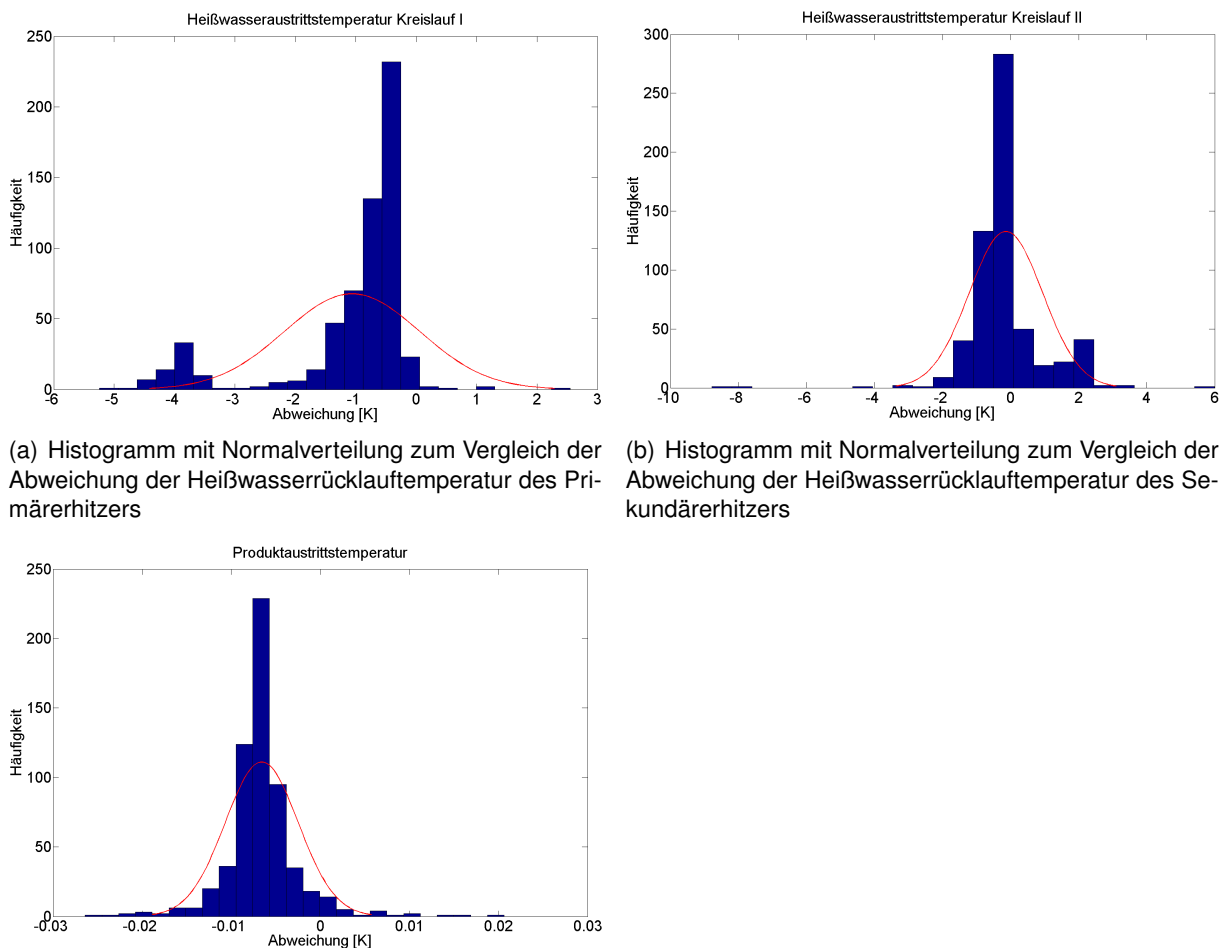 Heißwasseraustrittstemperatur Kreislauf I
250
200
150
100
50
0
Häufigkeit
-6 -5 -4 -3 -2 -1 0 1 2 3
Abweichung [K]
Heißwasseraustrittstemperatur Kreislauf II
300
250
200
150
100
50
0
Häufigkeit
-10 -8 -6 -4 -2 0 2 4 6
Abweichung [K]
(a) Histogramm mit Normalverteilung zum Vergleich der
Abweichung der Heißwasserrücklauftemperatur des Pri-
märerhitzers
(b) Histogramm mit Normalverteilung zum Vergleich der
Abweichung der Heißwasserrücklauftemperatur des Se-
kundärerhitzers
Produktaustrittstemperatur
250
200
150
100
50
0
Häufigkeit
-0.03 -0.02 -0.01 0 0.01 0.02 0.03
Abweichung [K]